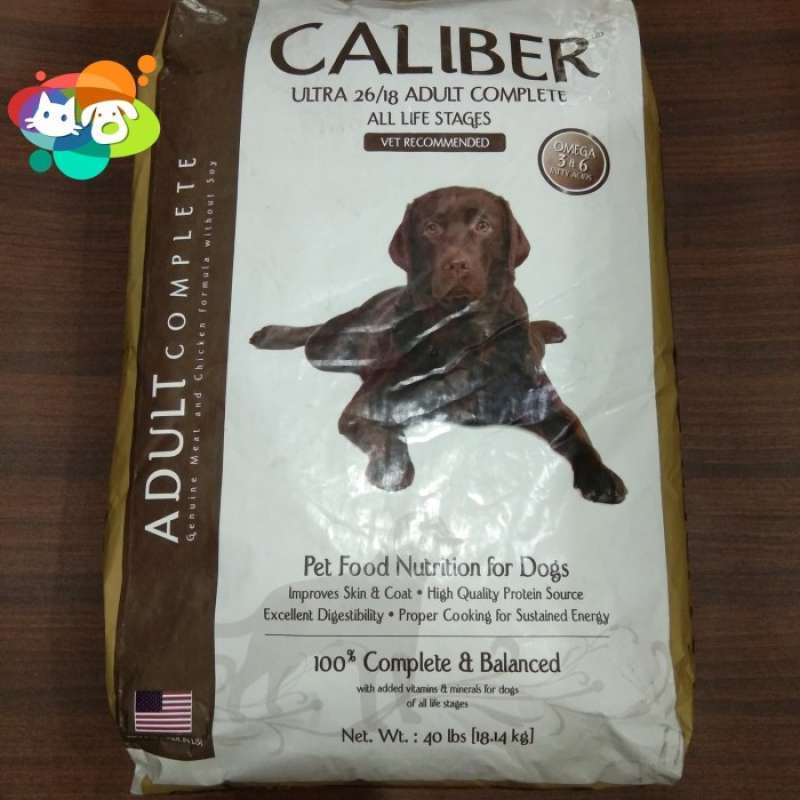 CALIBER
ULTRA 26/18 ADULT COMPLETE
ALL LIFE STAGES
VET RECOMMENDED
OMEGA
3 & 6
FATTY ACIDS
ADULT COMPLETE
Genuine Meat and Chicken formula without Soy
Pet Food Nutrition for Dogs
Improves Skin & Coat • High Quality Protein Source
Excellent Digestibility • Proper Cooking for Sustained Energy
100% Complete & Balanced
with added vitamins & minerals for dogs
of all life stages
Net. Wt. : 40 lbs [18.14 kg]